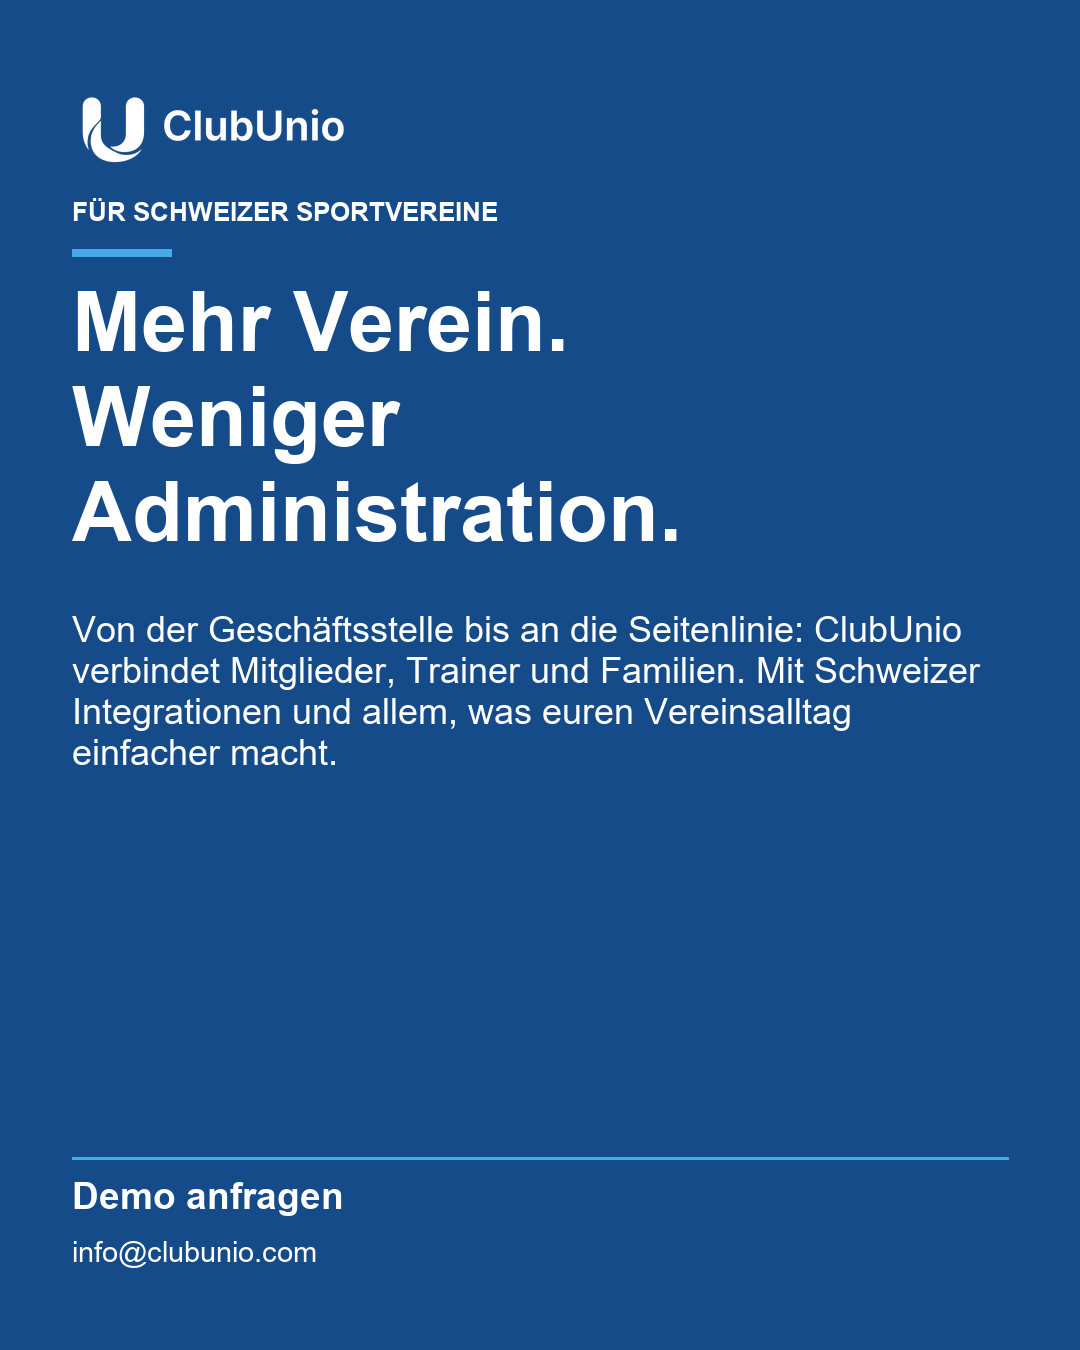 ClubUnio
FÜR SCHWEIZER SPORTVEREINE
Mehr Verein.
Weniger
Administration.
Von der Geschäftsstelle bis an die Seitenlinie: ClubUnio
verbindet Mitglieder, Trainer und Familien. Mit Schweizer
Integrationen und allem, was euren Vereinsalltag
einfacher macht.
Demo anfragen
info@clubunio.com